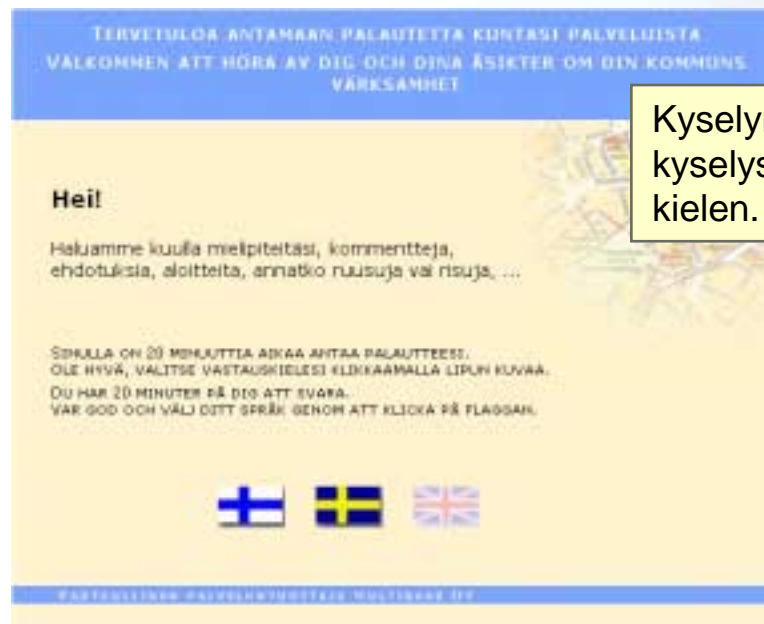 TERVETULOA ANTAMAAN PALAUTETTA KUNTASI PALVELUISTA
VÄLKOMMEN ATT HÖRA AV DIG OCH DINA ÅSIKTER OM DIN KOMMUNS
VÄRKSAMHET
Kyselyn
kyselys
kielen.
Hei!
Haluamme kuulla mielipiteitäsi, kommentteja,
ehdotuksia, aloitteita, annatko ruusuja vai risuja, ...
SINULLA ON 20 MINUUTTIA AIKAA ANTAA PALAUTTEESI.
OLE HYVÄ, VALITSE VASTAUSKIELESI KLIKKAAMALLA LIPUN KUVAA.
DU HAR 20 MINUTER PÅ DIG ATT SVARA.
VAR GOD OCH VÄLJ DITT SPRÅK GENOM ATT KLICKA PÅ FLAGGAN.